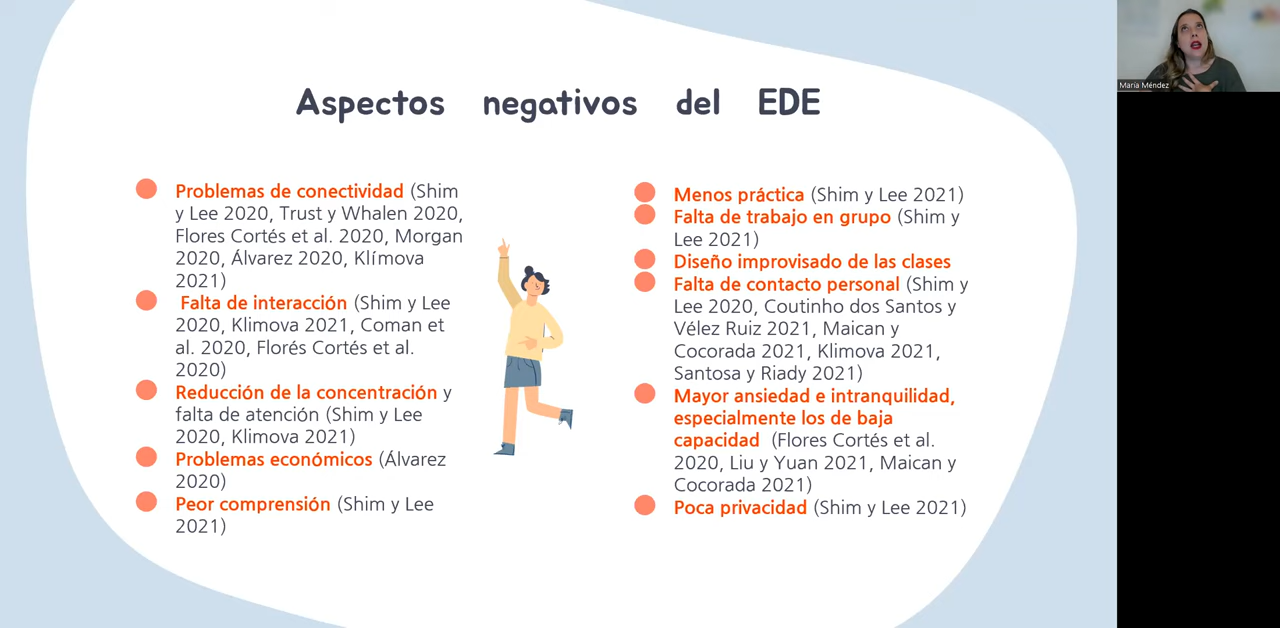 Aspectos negativos del EDE
Problemas de conectividad (Shim
y Lee 2020, Trust y Whalen 2020,
Flores Cortés et al. 2020, Morgan
2020, Álvarez 2020, Klímova
2021)
Falta de interacción (Shim y Lee
2020, Klimova 2021, Coman et
al. 2020, Florés Cortés et al.
2020)
Reducción de la concentración y
falta de atención (Shim y Lee
2020, Klimova 2021)
Problemas económicos (Álvarez
2020)
Peor comprensión (Shim y Lee
2021)
Menos práctica (Shim y Lee 2021)
Falta de trabajo en grupo (Shim y
Lee 2021)
Diseño improvisado de las clases
Falta de contacto personal (Shim y
Lee 2020, Coutinho dos Santos y
Vélez Ruiz 2021, Maican y
Cocorada 2021, Klimova 2021,
Santosa y Riady 2021)
Mayor ansiedad e intranquilidad,
especialmente los de baja
capacidad (Flores Cortés et al.
2020, Liu y Yuan 2021, Maican y
Cocorada 2021)
Poca privacidad (Shim y Lee 2021)
María Méndez